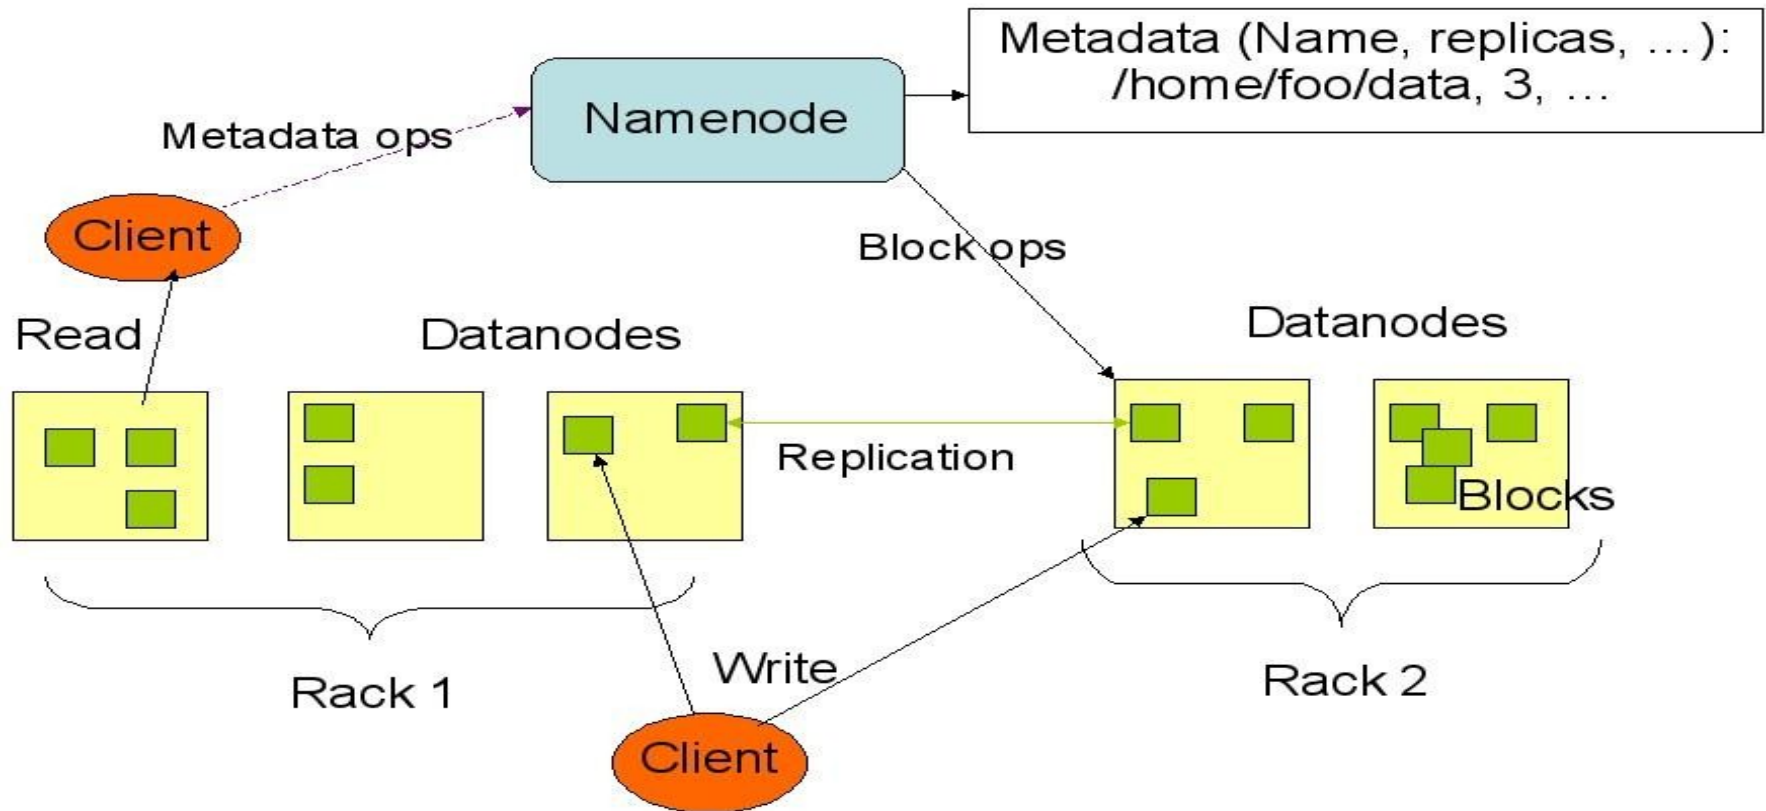 Metadata (Name, replicas, ...):
/home/foo/data, 3, ...
Namenode
Metadata ops
Client
Block ops
Read
Datanodes
Datanodes
Replication
Blocks
Rack 1
Write
Rack 2
Client